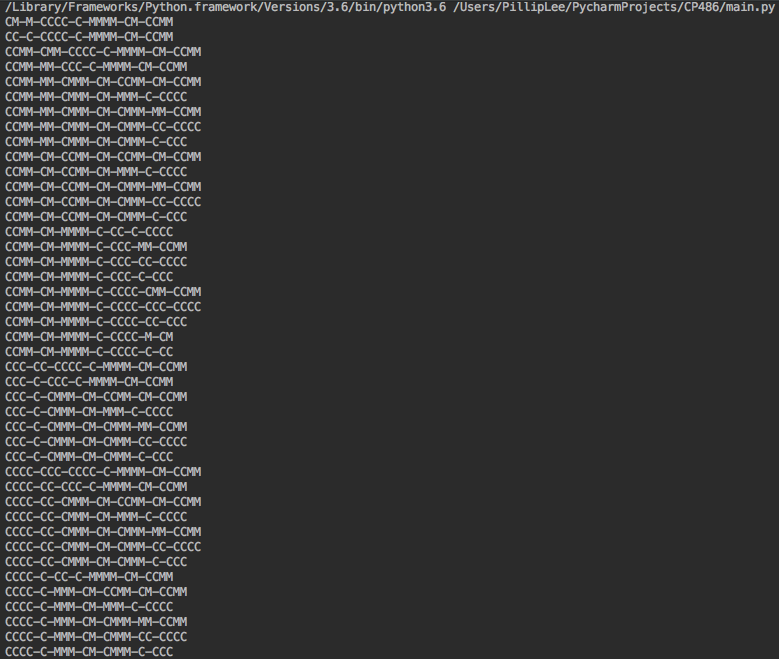 /Library/Frameworks/Python.framework/Versions/3.6/bin/python3.6 /Users/PillipLee/PycharmProjects/CP486/main.py
CM-M-CCCC-C-MMMM-CM-CCMM
CC-C-CCCC-C-MMMM-CM-CCMM
CCMM-CMM-CCCC-C-MMMM-CM-CCMM
CCMM-MM-CCC-C-MMMM-CM-CCMM
CCMM-MM-CMMM-CM-CCMM-CM-CCMM
CCMM-MM-CMMM-CM-MMM-C-CCCC
CCMM-MM-CMMM-CM-CMMM-MM-CCMM
CCMM-MM-CMMM-CM-CMMM-CC-CCCC
CCMM-MM-CMMM-CM-CMMM-C-CCC
CCMM-CM-CCMM-CM-CCMM-CM-CCMM
CCMM-CM-CCMM-CM-MMM-C-CCCC
CCMM-CM-CCMM-CM-CMMM-MM-CCMM
CCMM-CM-CCMM-CM-CMMM-CC-CCCC
CCMM-CM-CCMM-CM-CMMM-C-CCC
CCMM-CM-MMMM-C-CC-C-CCCC
CCMM-CM-MMMM-C-CCC-MM-CCMM
CCMM-CM-MMMM-C-CCC-CC-CCCC
CCMM-CM-MMMM-C-CCC-C-CCC
CCMM-CM-MMMM-C-CCCC-CMM-CCMM
CCMM-CM-MMMM-C-CCCC-CCC-CCCC
CCMM-CM-MMMM-C-CCCC-CC-CCC
CCMM-CM-MMMM-C-CCCC-M-CM
CCMM-CM-MMMM-C-CCCC-C-CC
CCC-CC-CCCC-C-MMMM-CM-CCMM
CCC-C-CCC-C-MMMM-CM-CCMM
CCC-C-CMMM-CM-CCMM-CM-CCMM
CCC-C-CMMM-CM-MMM-C-CCCC
CCC-C-CMMM-CM-CMMM-MM-CCMM
CCC-C-CMMM-CM-CMMM-CC-CCCC
CCC-C-CMMM-CM-CMMM-C-CCC
CCCC-CCC-CCCC-C-MMMM-CM-CCMM
CCCC-CC-CCC-C-MMMM-CM-CCMM
CCCC-CC-CMMM-CM-CCMM-CM-CCMM
CCCC-CC-CMMM-CM-MMM-C-CCCC
CCCC-CC-CMMM-CM-CMMM-MM-CCMM
CCCC-CC-CMMM-CM-CMMM-CC-CCCC
CCCC-CC-CMMM-CM-CMMM-C-CCC
CCCC-C-CC-C-MMMM-CM-CCMM
CCCC-C-MMM-CM-CCMM-CM-CCMM
CCCC-C-MMM-CM-MMM-C-CCCC
CCCC-C-MMM-CM-CMMM-MM-CCMM
CCCC-C-MMM-CM-CMMM-CC-CCCC
CCCC-C-MMM-CM-CMMM-C-CCC